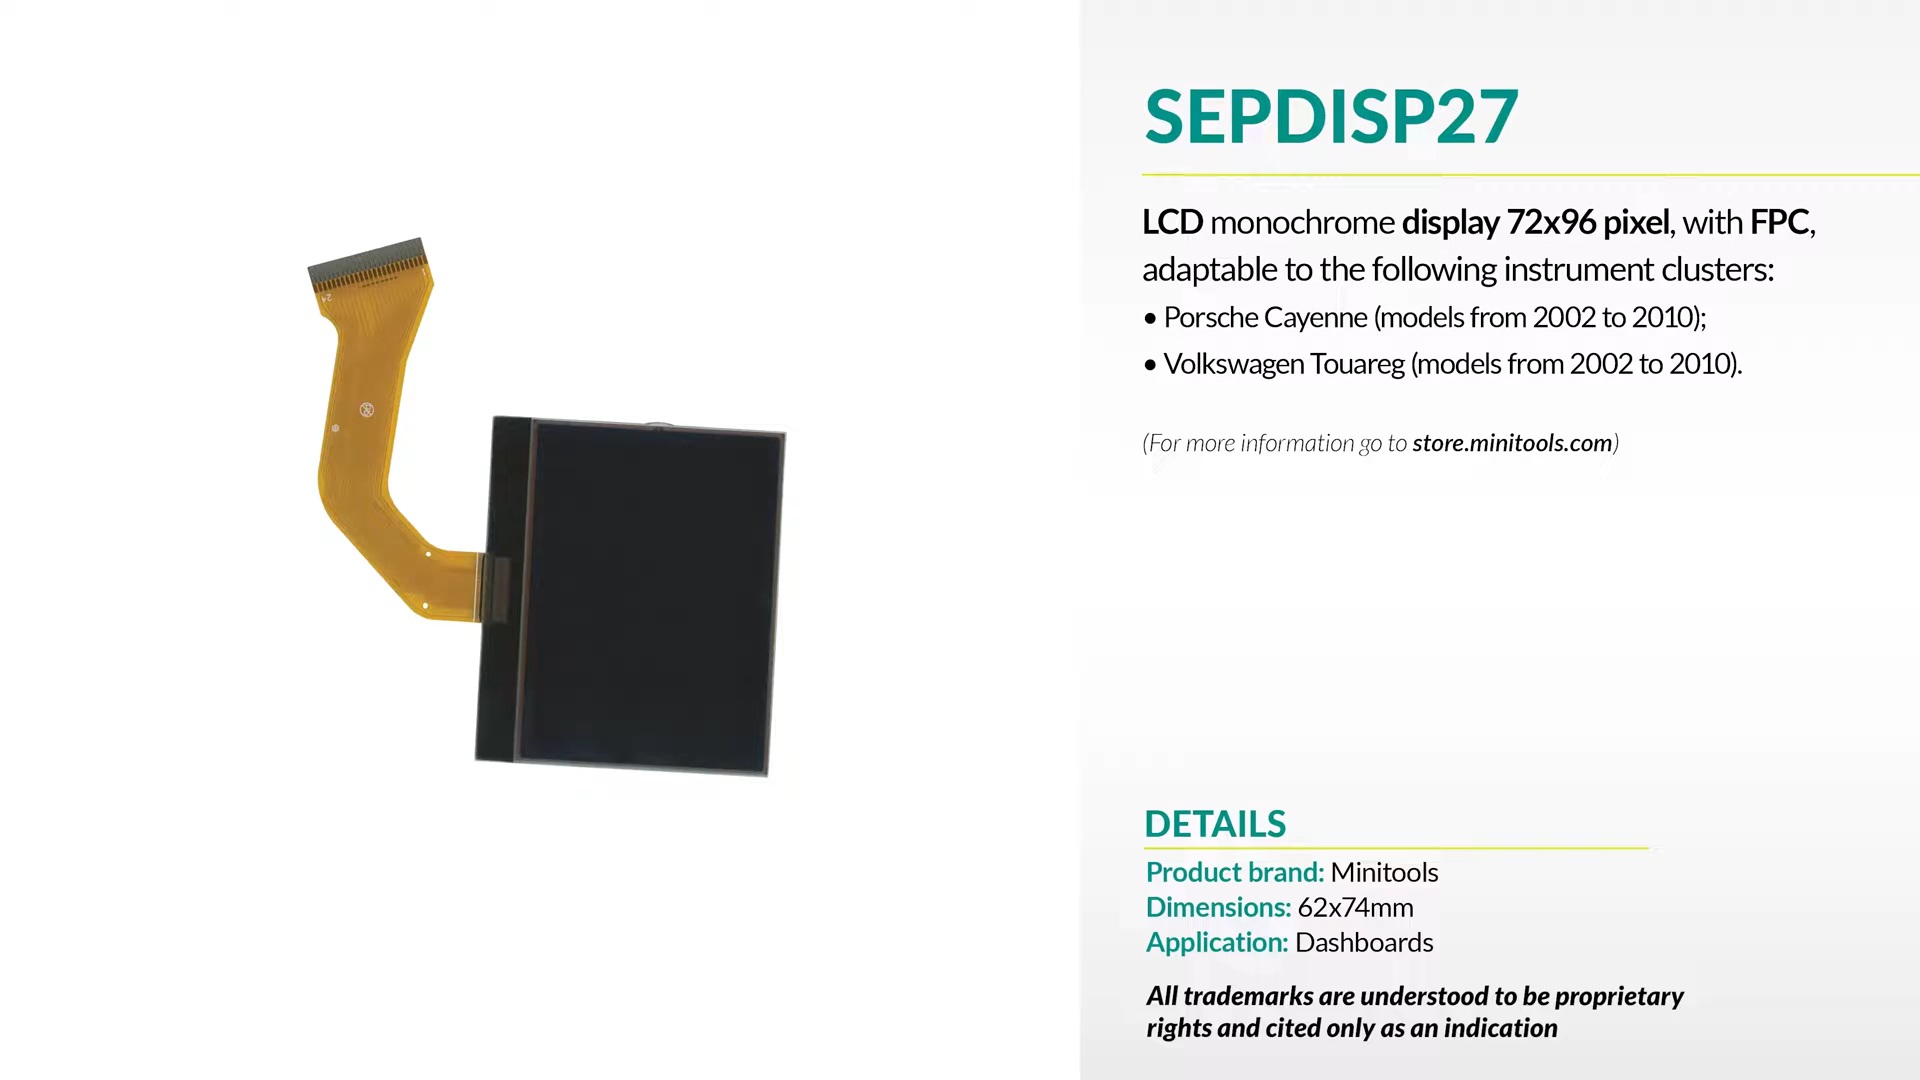 SEPDISP27
LCD monochrome display 72x96 pixel, with FPC,
adaptable to the following instrument clusters:
• Porsche Cayenne (models from 2002 to 2010);
• Volkswagen Touareg (models from 2002 to 2010).
(For more information go to store.minitools.com)
24
1
DETAILS
Product brand: Minitools
Dimensions: 62x74mm
Application: Dashboards
All trademarks are understood to be proprietary
rights and cited only as an indication